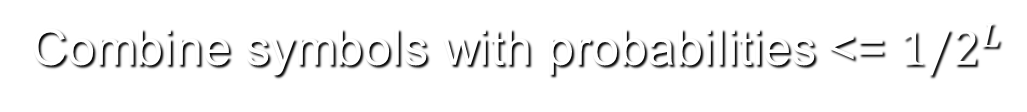 Combine symbols with probabilities <= 1/2^L